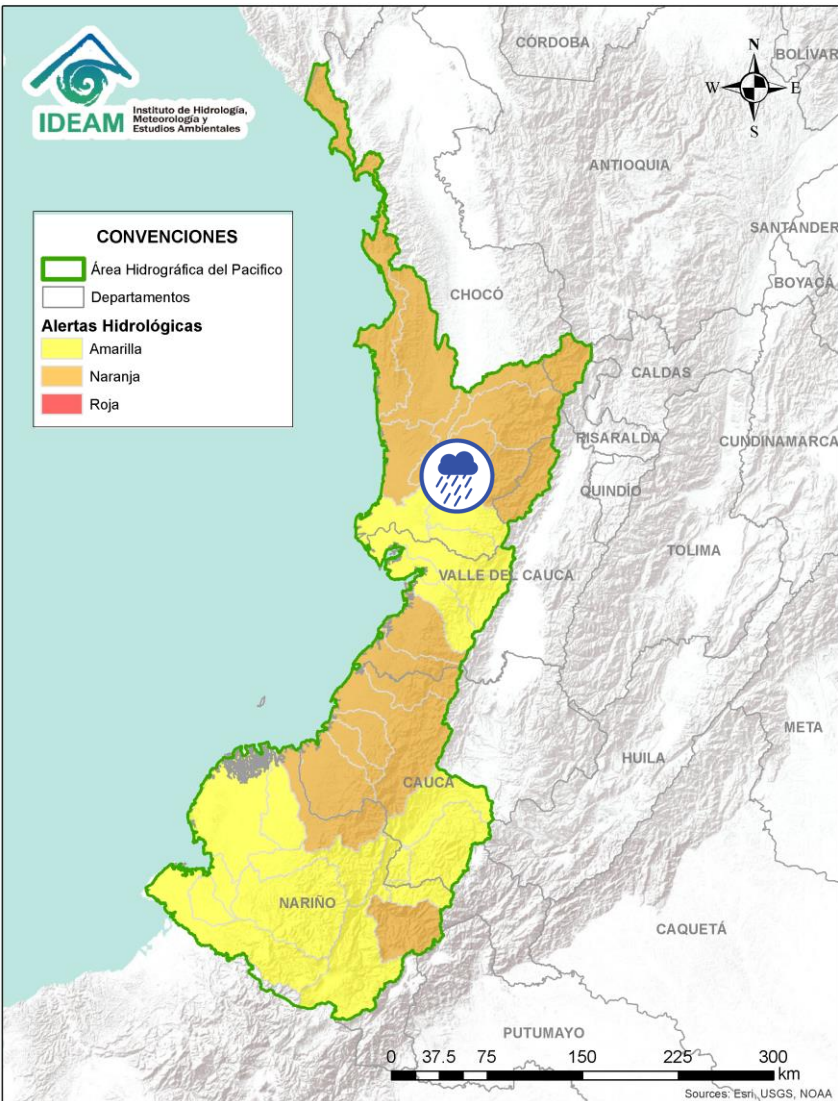 IDEAM
Instituto de Hidrología,
Meteorología y
Estudios Ambientales
CÓRDOBA
BOLIVAR
N
W
E
S
ANTIOQUIA
SANTANDER
BOYACÁ
CONVENCIONES
Área Hidrográfica del Pacifico
Departamentos
Alertas Hidrológicas
Amarilla
Naranja
Roja
CHOCÓ
CALDAS
RISARALDA
CUNDINAMARCA
QUINDÍO
TOLIMA
VALLE DEL CAUCA
META
HUILA
CAUCA
NARIÑO
CAQUETÁ
PUTUMAYO
0 37.5 75 150 225 300
km
Sources: Esri, USGS, NOAA